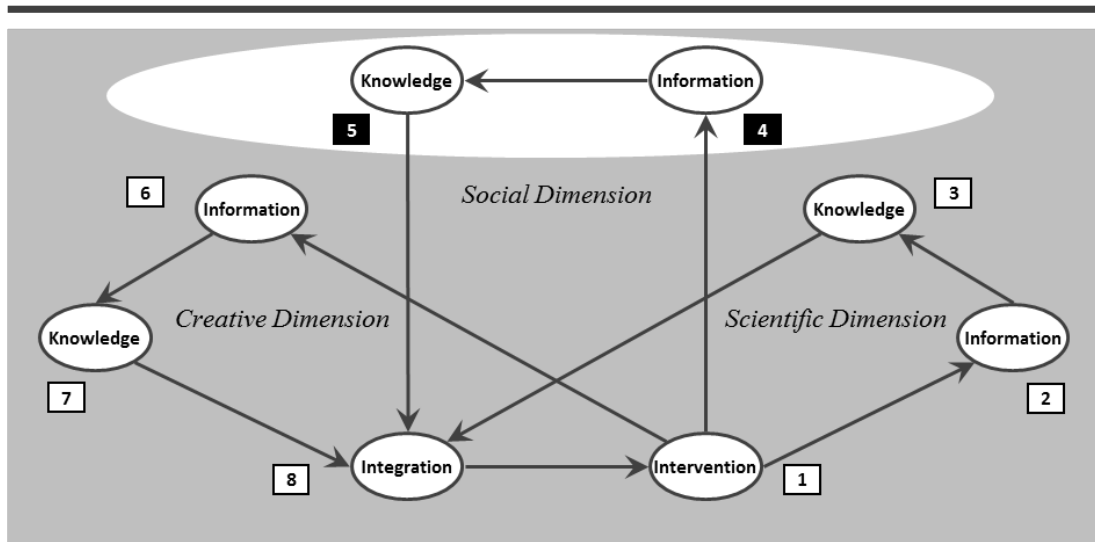 Knowledge
Information
5
4
6
3
Social Dimension
Information
Knowledge
Creative Dimension
Scientific Dimension
Knowledge
Information
7
2
Integration
Intervention
8
1